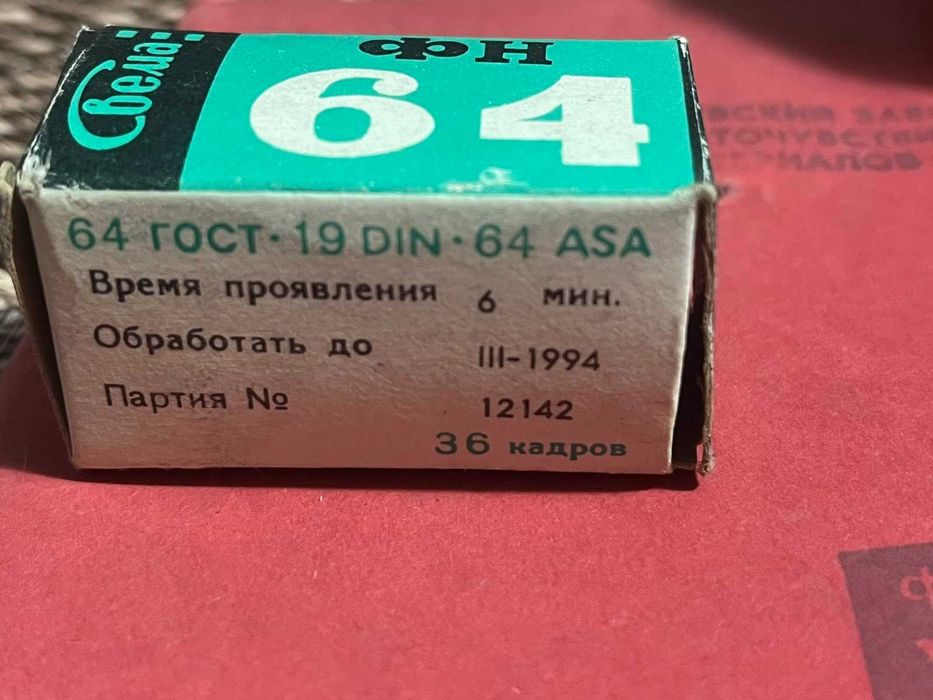 Свема
ФН
64
64 ГОСТ · 19 DIN · 64 ASA
Время проявления 6 мин.
Обработать до III-1994
Партия № 12142
36 кадров